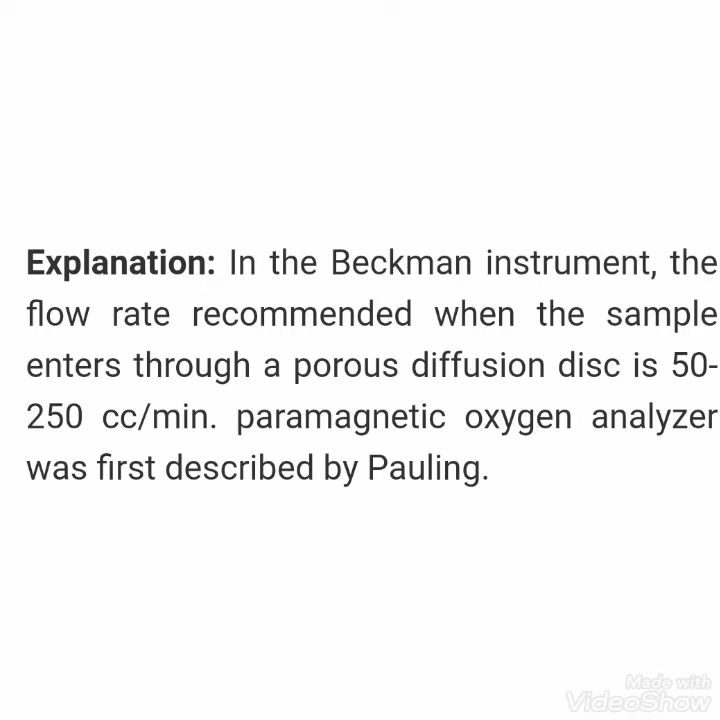 Explanation: In the Beckman instrument, the
flow rate recommended when the sample
enters through a porous diffusion disc is 50-
250 cc/min. paramagnetic oxygen analyzer
was first described by Pauling.
Made with
VideoShow